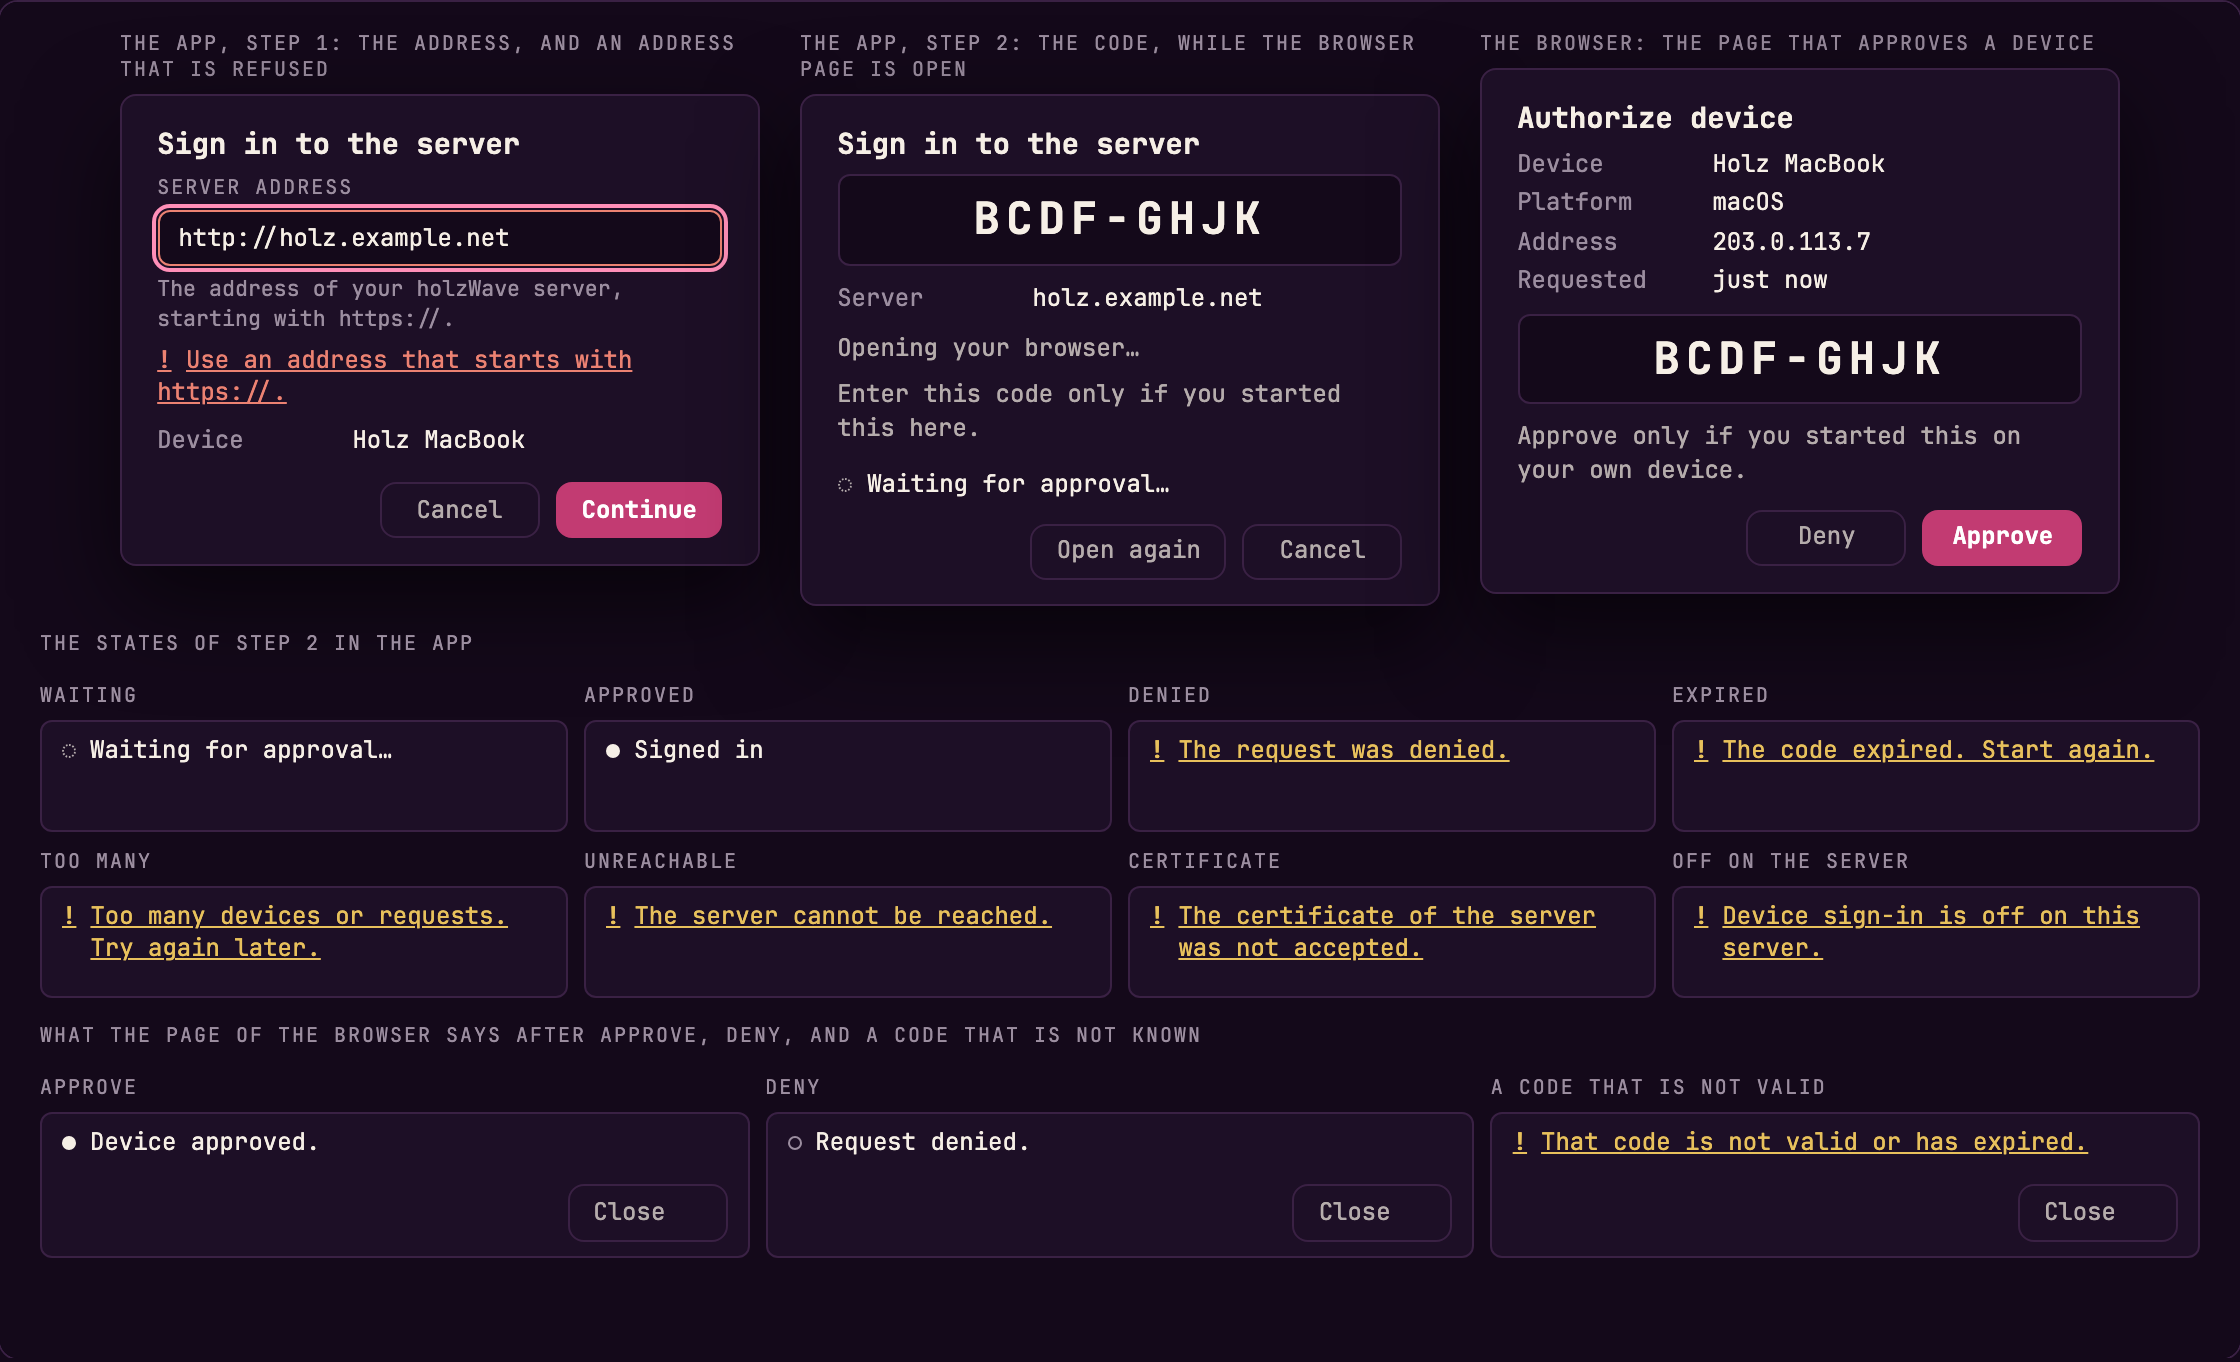 THE APP, STEP 1: THE ADDRESS, AND AN ADDRESS
THAT IS REFUSED
Sign in to the server
SERVER ADDRESS
http://holz.example.net
The address of your holzWave server,
starting with https://.
! Use an address that starts with
https://.
Device Holz MacBook
Cancel Continue
THE APP, STEP 2: THE CODE, WHILE THE BROWSER
PAGE IS OPEN
Sign in to the server
BCDF-GHJK
Server holz.example.net
Opening your browser…
Enter this code only if you started
this here.
Waiting for approval…
Open again Cancel
THE BROWSER: THE PAGE THAT APPROVES A DEVICE
Authorize device
Device Holz MacBook
Platform macOS
Address 203.0.113.7
Requested just now
BCDF-GHJK
Approve only if you started this on
your own device.
Deny Approve
THE STATES OF STEP 2 IN THE APP
WAITING
Waiting for approval…
APPROVED
Signed in
DENIED
! The request was denied.
EXPIRED
! The code expired. Start again.
TOO MANY
! Too many devices or requests.
Try again later.
UNREACHABLE
! The server cannot be reached.
CERTIFICATE
! The certificate of the server
was not accepted.
OFF ON THE SERVER
! Device sign-in is off on this
server.
WHAT THE PAGE OF THE BROWSER SAYS AFTER APPROVE, DENY, AND A CODE THAT IS NOT KNOWN
APPROVE
Device approved.
Close
DENY
Request denied.
Close
A CODE THAT IS NOT VALID
! That code is not valid or has expired.
Close